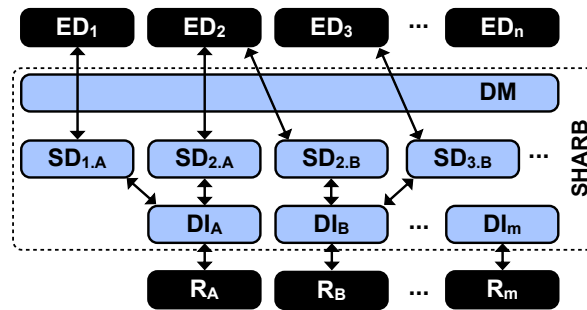 ED1 ED2 ED3 ... EDn
DM
SD1.A SD2.A SD2.B SD3.B ...
SHARB
DIA DIB ... DIm
RA RB ... Rm